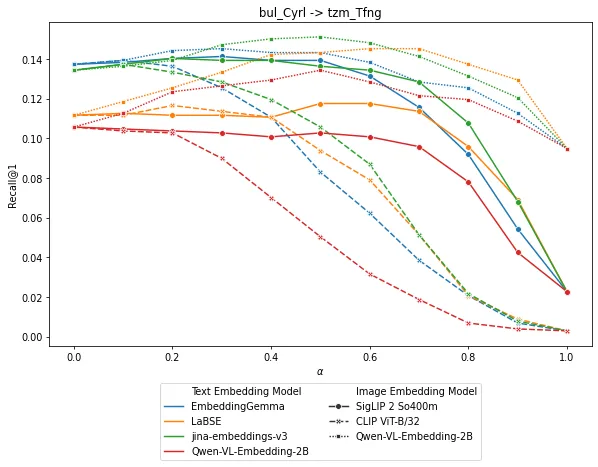 bul_Cyrl -> tzm_Tfng
Recall@1
0.14
0.12
0.10
0.08
0.06
0.04
0.02
0.00
0.0 0.2 0.4 0.6 0.8 1.0
α
Text Embedding Model Image Embedding Model
EmbeddingGemma SigLIP 2 So400m
LaBSE CLIP ViT-B/32
jina-embeddings-v3 Qwen-VL-Embedding-2B
Qwen-VL-Embedding-2B